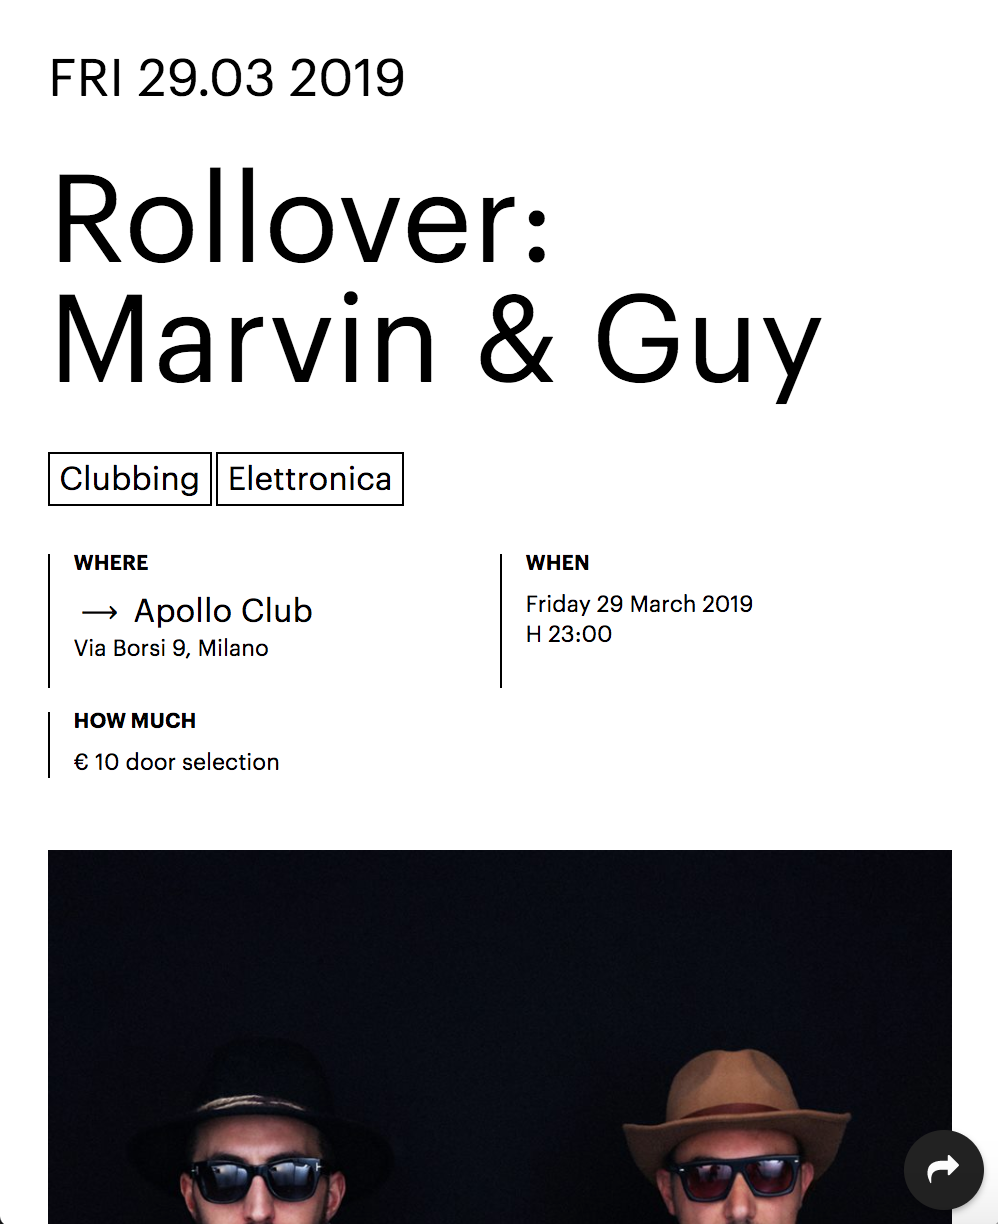 FRI 29.03 2019
Rollover:
Marvin & Guy
Clubbing
Elettronica
WHERE
→ Apollo Club
Via Borsi 9, Milano
WHEN
Friday 29 March 2019
H 23:00
HOW MUCH
€ 10 door selection